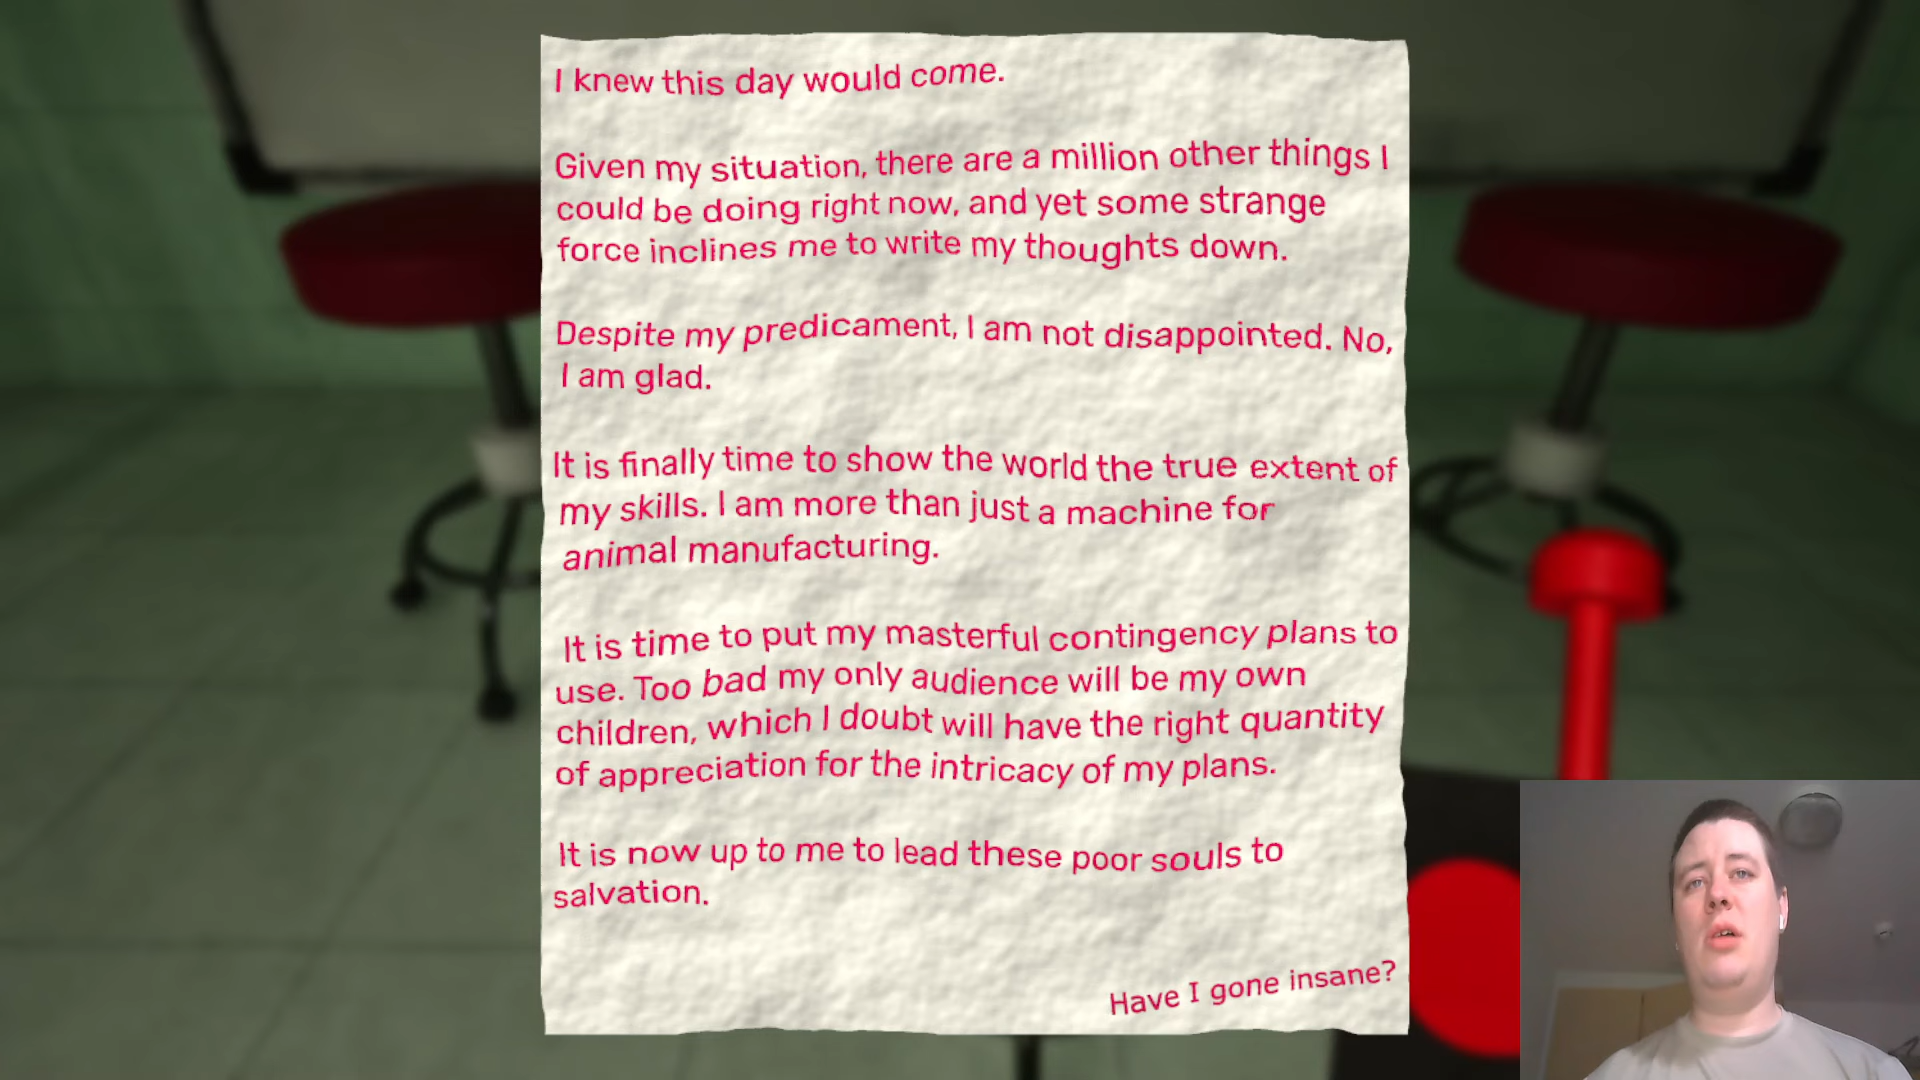 I knew this day would come.
Given my situation, there are a million other things I
could be doing right now, and yet some strange
force inclines me to write my thoughts down.
Despite my predicament, I am not disappointed. No,
I am glad.
It is finally time to show the world the true extent of
my skills. I am more than just a machine for
animal manufacturing.
It is time to put my masterful contingency plans to
use. Too bad my only audience will be my own
children, which I doubt will have the right quantity
of appreciation for the intricacy of my plans.
It is now up to me to lead these poor souls to
salvation.
Have I gone insane?